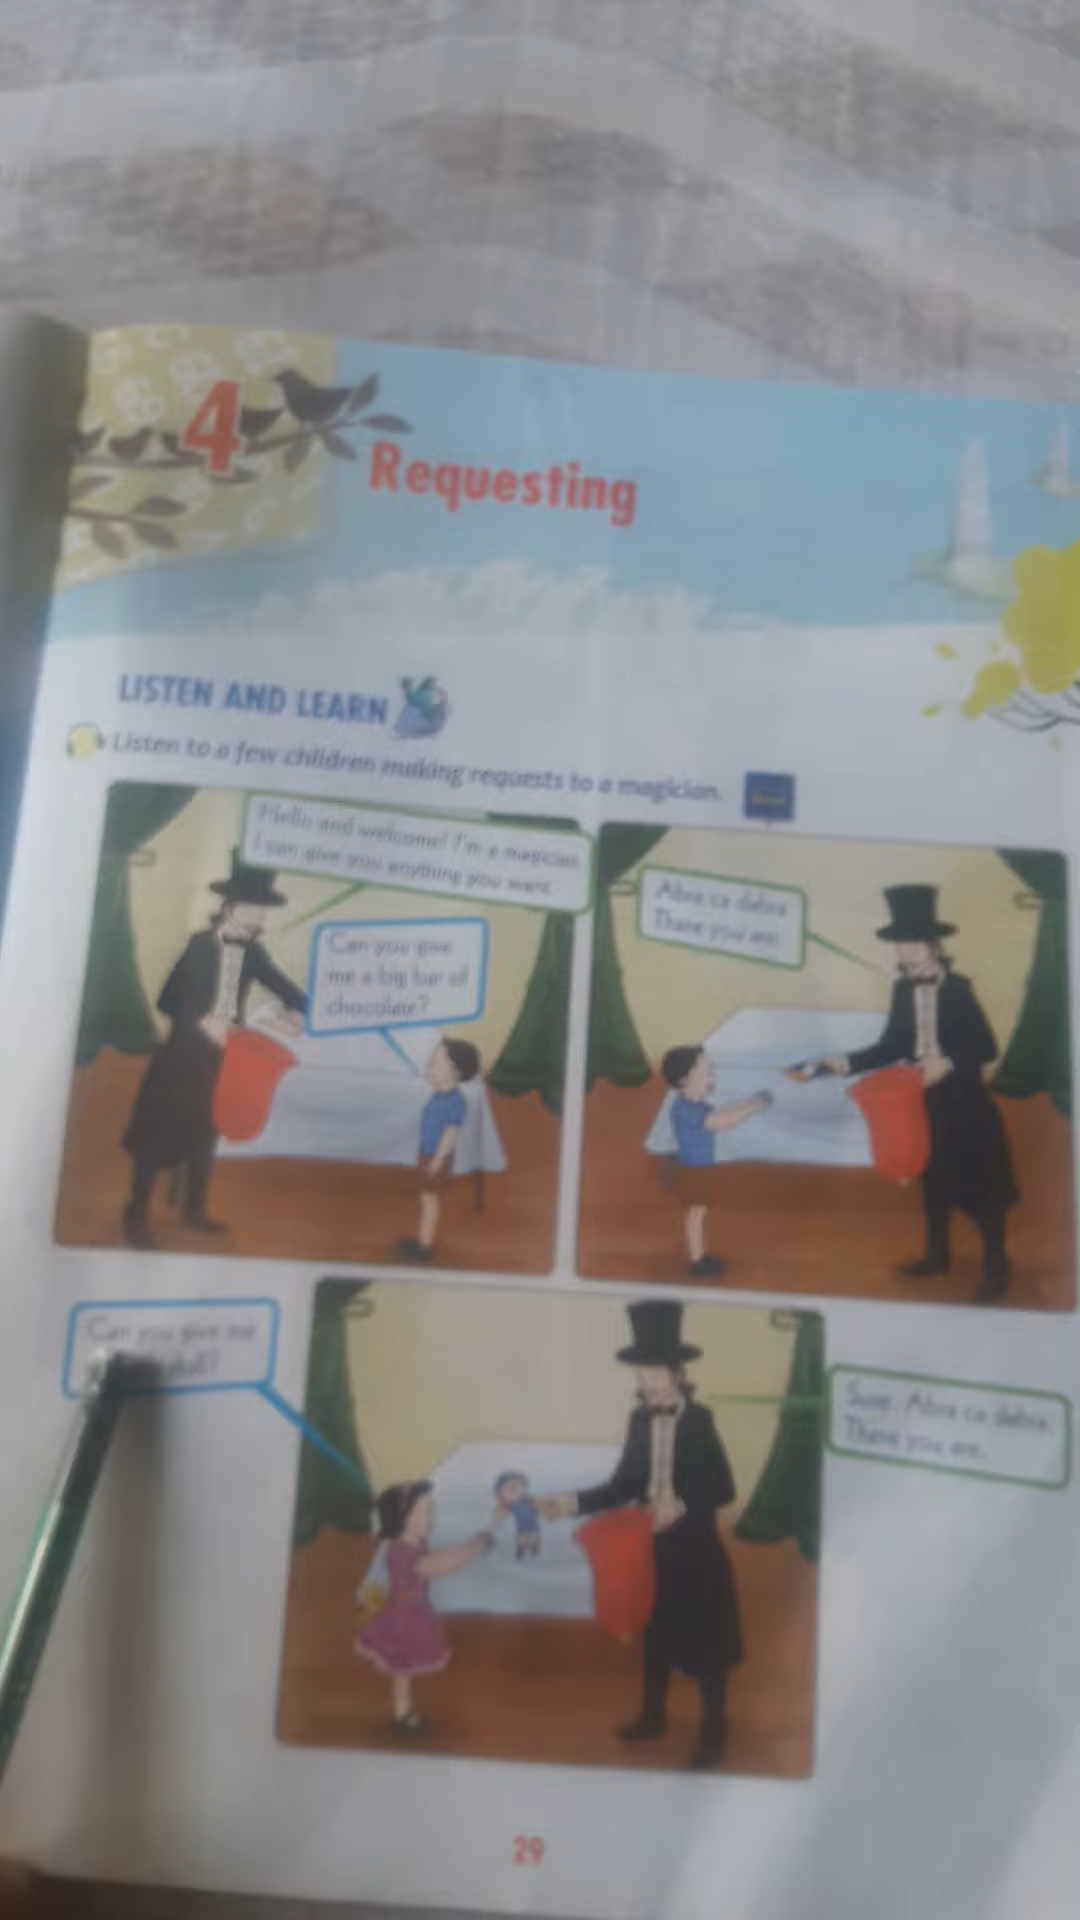 4
Requesting
LISTEN AND LEARN
Listen to a few children making requests to a magician.
Hello and welcome! I'm a magician
I can give you anything you want
Can you give
me a big bar of
chocolate?
Abra ca dabra
There you are
Can you give me
doll?
Sure. Abra ca dabra.
There you are.
29